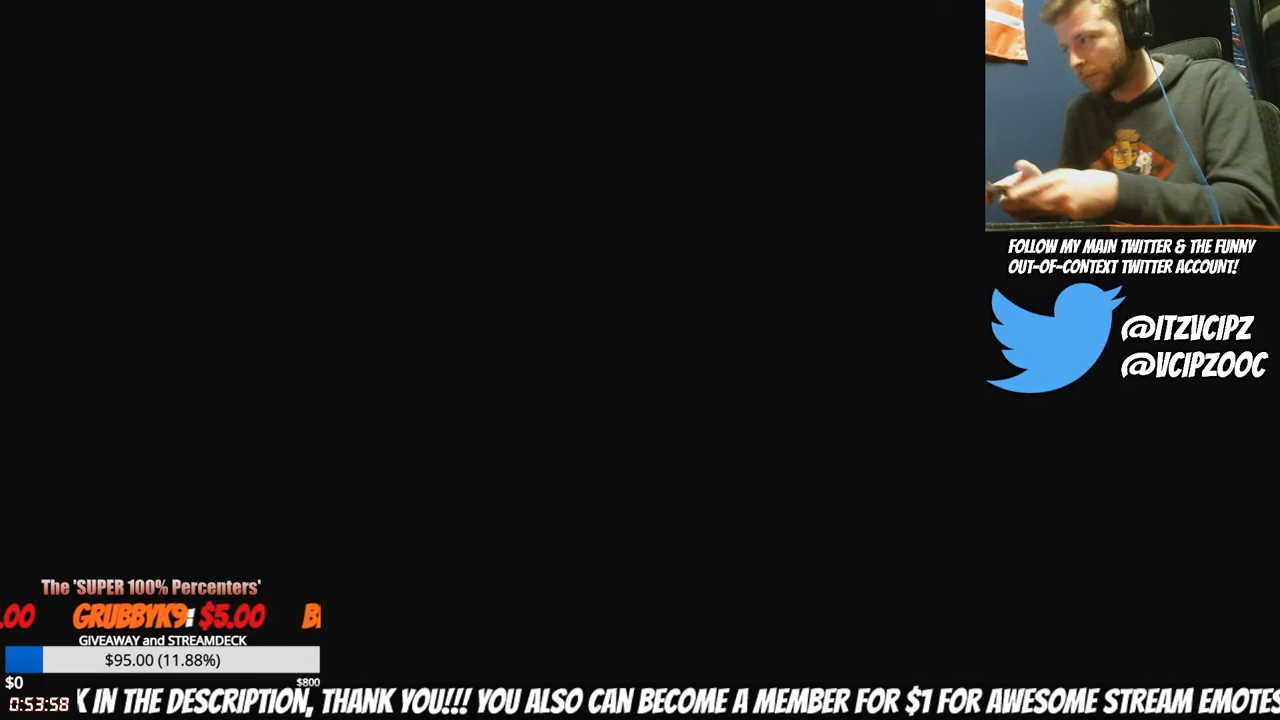 FOLLOW MY MAIN TWITTER & THE FUNNY
OUT-OF-CONTEXT TWITTER ACCOUNT!
@ITZVCIPZ
@VCIPZOOC
The 'SUPER 100% Percenters'
.00 GRUBBYK9: $5.00
GIVEAWAY and STREAMDECK
$95.00 (11.88%)
$0 $800
0:53:58
K IN THE DESCRIPTION, THANK YOU!!! YOU ALSO CAN BECOME A MEMBER FOR $1 FOR AWESOME STREAM EMOTES